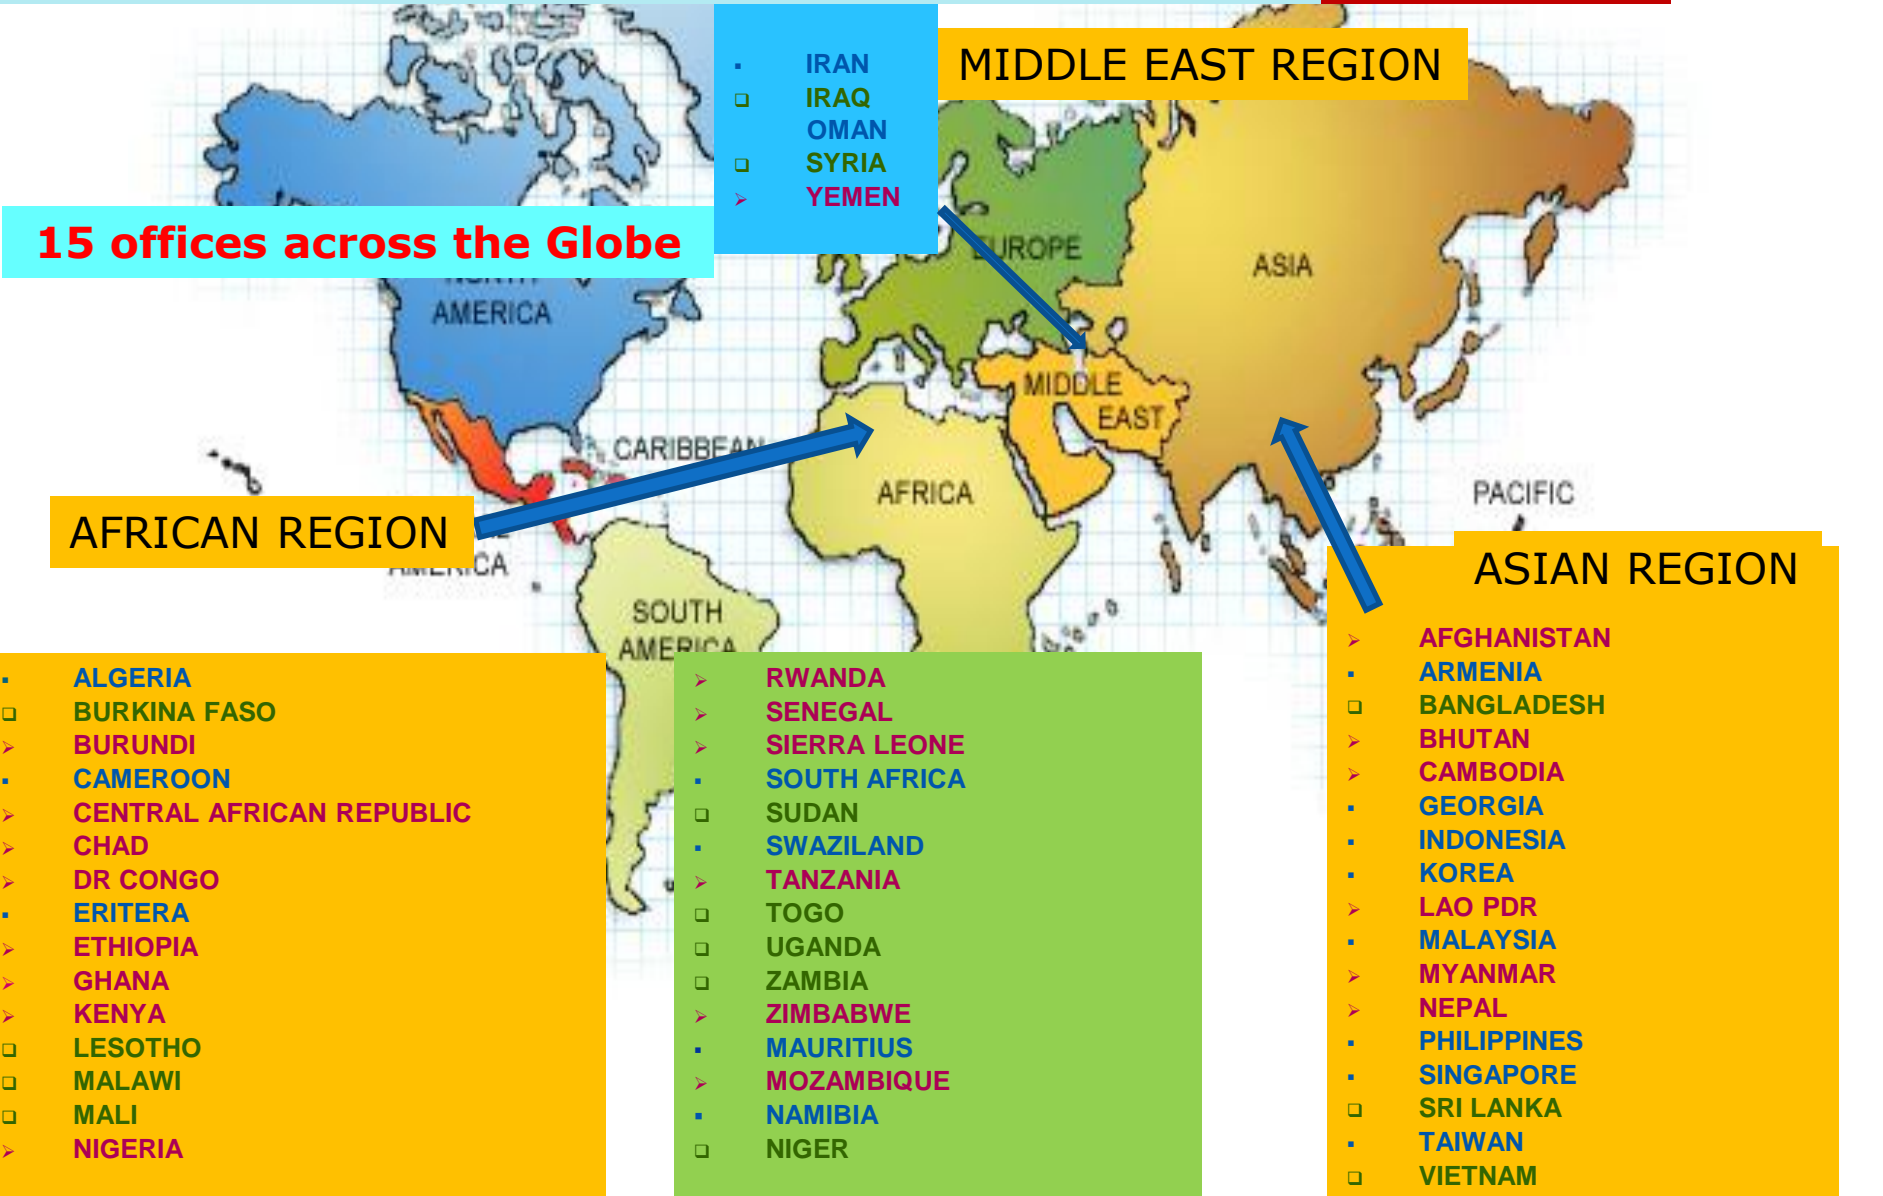 IRAN
IRAQ
OMAN
SYRIA
YEMEN
MIDDLE EAST REGION
15 offices across the Globe
AMERICA
EUROPE
ASIA
MIDDLE
EAST
CARIBBEAN
AFRICA
PACIFIC
AFRICAN REGION
AMERICA
SOUTH
AMERICA
ASIAN REGION
ALGERIA
BURKINA FASO
BURUNDI
CAMEROON
CENTRAL AFRICAN REPUBLIC
CHAD
DR CONGO
ERITERA
ETHIOPIA
GHANA
KENYA
LESOTHO
MALAWI
MALI
NIGERIA
RWANDA
SENEGAL
SIERRA LEONE
SOUTH AFRICA
SUDAN
SWAZILAND
TANZANIA
TOGO
UGANDA
ZAMBIA
ZIMBABWE
MAURITIUS
MOZAMBIQUE
NAMIBIA
NIGER
AFGHANISTAN
ARMENIA
BANGLADESH
BHUTAN
CAMBODIA
GEORGIA
INDONESIA
KOREA
LAO PDR
MALAYSIA
MYANMAR
NEPAL
PHILIPPINES
SINGAPORE
SRI LANKA
TAIWAN
VIETNAM